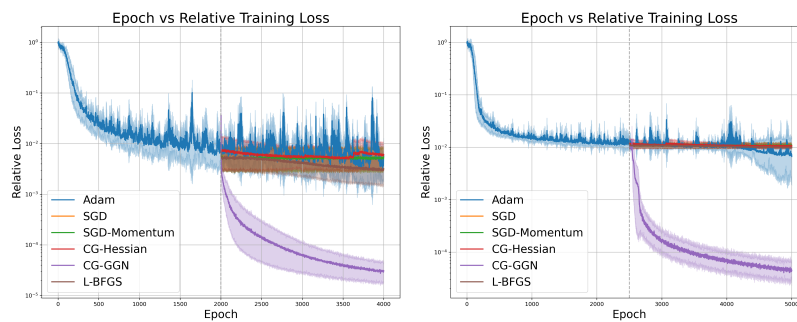 Epoch vs Relative Training Loss
Relative Loss
10⁰
10⁻¹
10⁻²
10⁻³
10⁻⁴
10⁻⁵
Adam
SGD
SGD-Momentum
CG-Hessian
CG-GGN
L-BFGS
0 500 1000 1500 2000 2500 3000 3500 4000
Epoch
Epoch vs Relative Training Loss
Relative Loss
10⁰
10⁻¹
10⁻²
10⁻³
10⁻⁴
Adam
SGD
SGD-Momentum
CG-Hessian
CG-GGN
L-BFGS
0 1000 2000 3000 4000 5000
Epoch